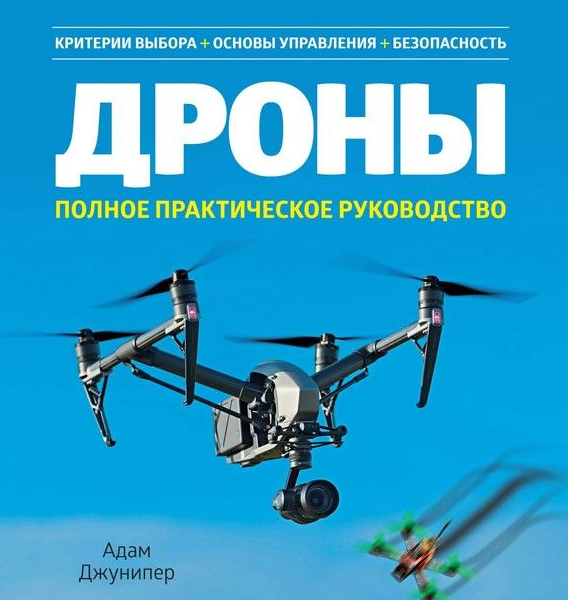 КРИТЕРИИ ВЫБОРА + ОСНОВЫ УПРАВЛЕНИЯ + БЕЗОПАСНОСТЬ
ДРОНЫ
ПОЛНОЕ ПРАКТИЧЕСКОЕ РУКОВОДСТВО
Адам
Джунипер